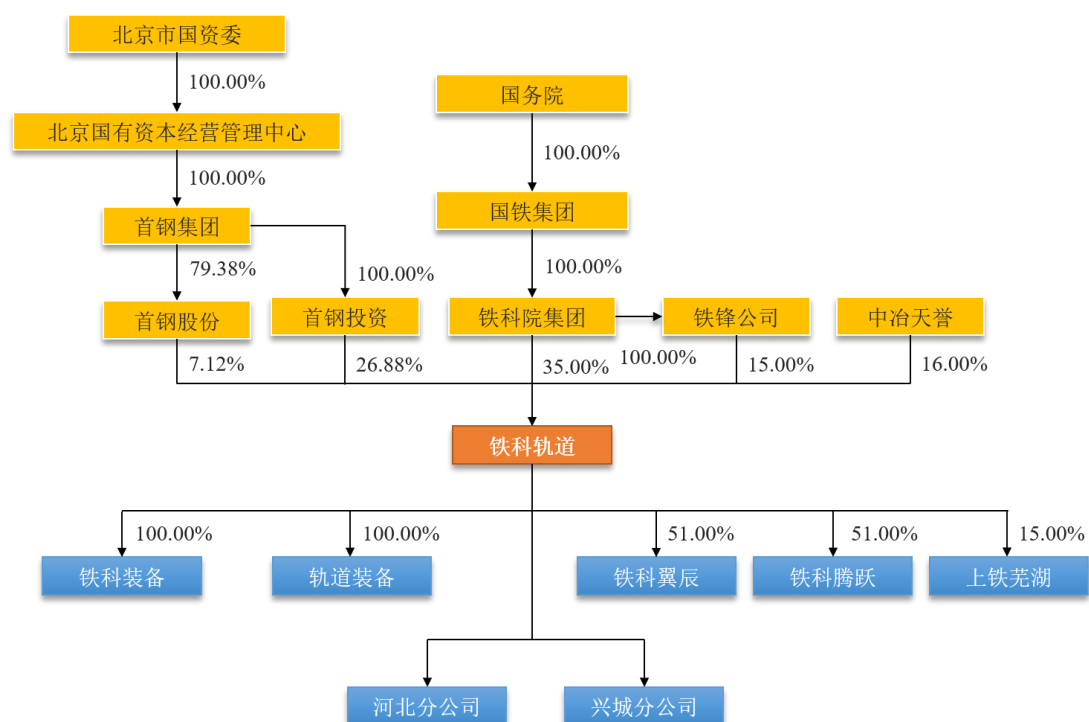 北京市国资委
100.00%
国务院
北京国有资本经营管理中心
100.00%
100.00%
首钢集团
国铁集团
79.38%
100.00%
100.00%
首钢股份
首钢投资
铁科院集团
铁锋公司
中冶天誉
100.00%
7.12%
26.88%
35.00%
15.00%
16.00%
铁科轨道
100.00%
100.00%
51.00%
51.00%
15.00%
铁科装备
轨道装备
铁科翼辰
铁科腾跃
上铁芜湖
河北分公司
兴城分公司